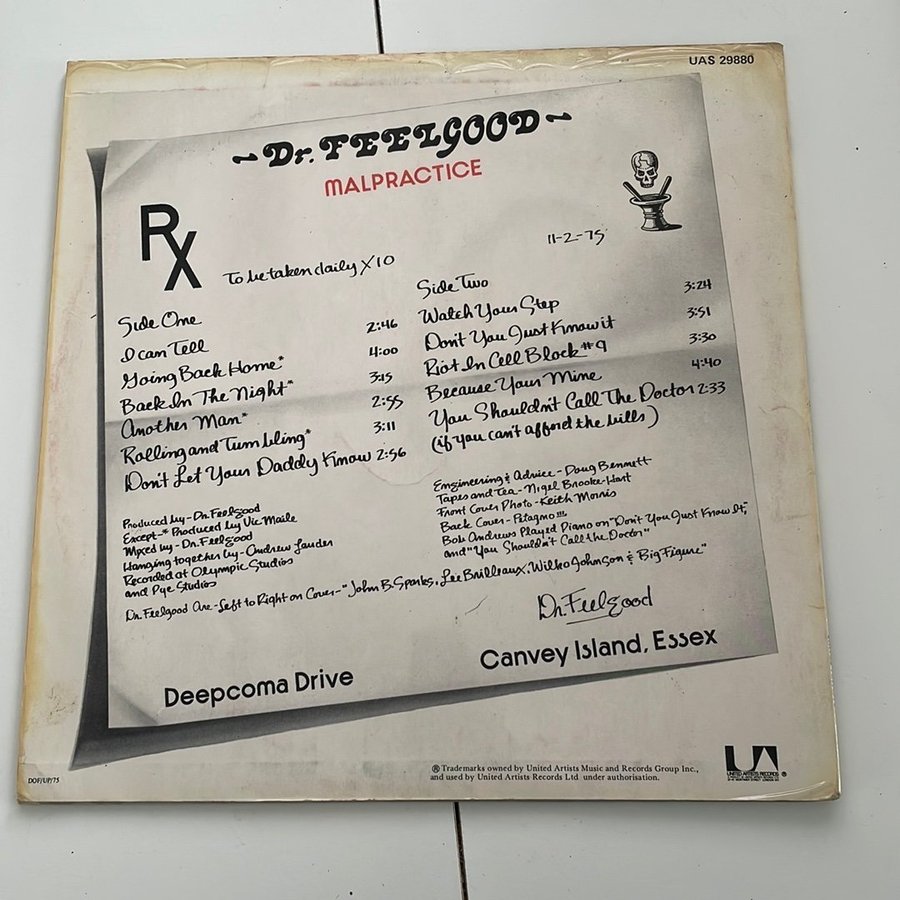 UAS 29880
~Dr. FEELGOOD~
MALPRACTICE
RX
To be taken daily X10
11-2-75
Side One
I can Tell 2:46
Going Back Home* 4:00
Back In The Night* 3:15
Another Man* 2:55
Rolling and Tumbling* 3:11
Don't Let Your Daddy Know 2:56
Side Two
Watch Your Step 3:24
Don't You Just Know it 3:51
Riot In Cell Block #9 3:30
Because Your Mine 4:40
You Shouldn't Call The Doctor 2:33
(if you can't afford the bills)
Produced by - Dr. Feelgood
Except -* Produced by Vic Maile
Mixed by - Dr. Feelgood
Hanging together by - Andrew Lauder
Recorded at Olympic Studios
and Pye Studios
Engineering & Advice - Doug Bennett
Tapes and Tea - Nigel Brooke-Hart
Front Cover Photo - Keith Morris
Back Cover - Petagno
Bob Andrews Played Piano on "Don't You Just Know It,"
and "You Shouldn't Call the Doctor"
Dr. Feelgood Are - Left to Right on Cover - "John B. Sparks, Lee Brilleaux, Wilko Johnson & Big Figure"
Dr. Feelgood
Deepcoma Drive
Canvey Island, Essex
DOF/UP/75
® Trademarks owned by United Artists Music and Records Group Inc.,
and used by United Artists Records Ltd under authorisation.
UA
UNITED ARTISTS RECORDS
®